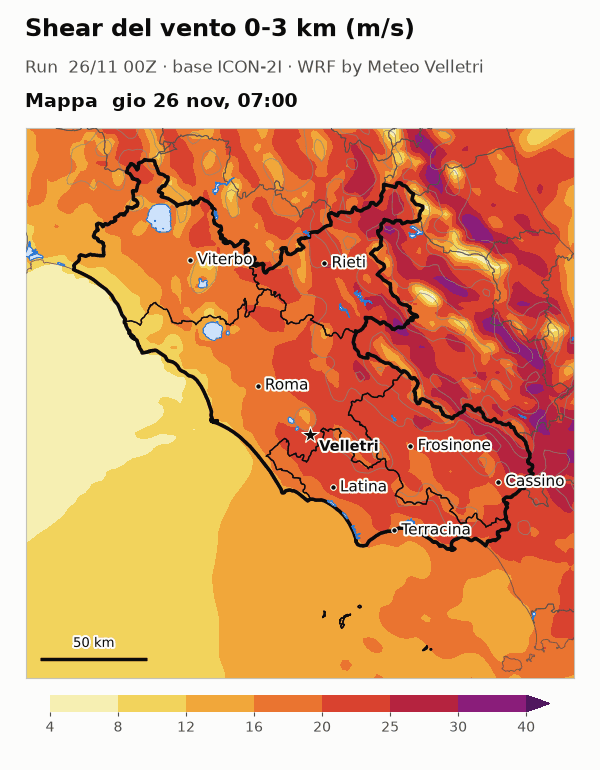 Shear del vento 0-3 km (m/s)
Run  26/11 00Z · base ICON-2I · WRF by Meteo Velletri
Mappa  gio 26 nov, 07:00
Viterbo
Rieti
Roma
Velletri
Frosinone
Latina
Cassino
Terracina
50 km
4 8 12 16 20 25 30 40